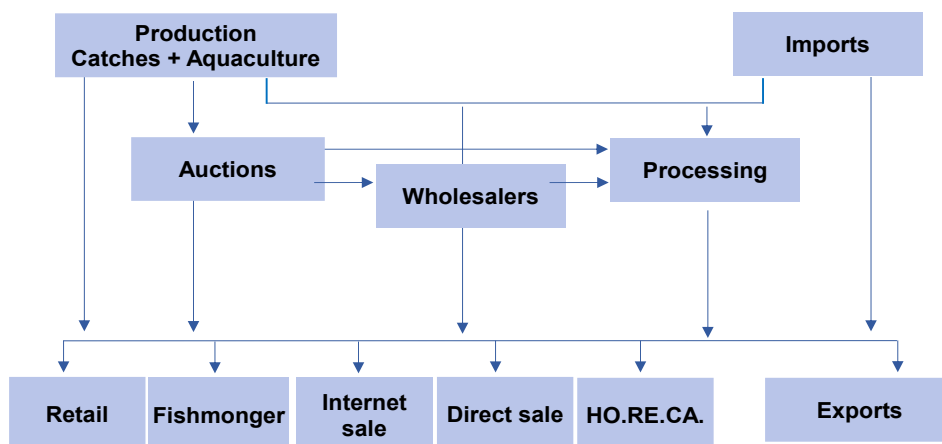 Production
Catches + Aquaculture
Imports
Auctions
Processing
Wholesalers
Retail
Fishmonger
Internet
sale
Direct sale
HO.RE.CA.
Exports